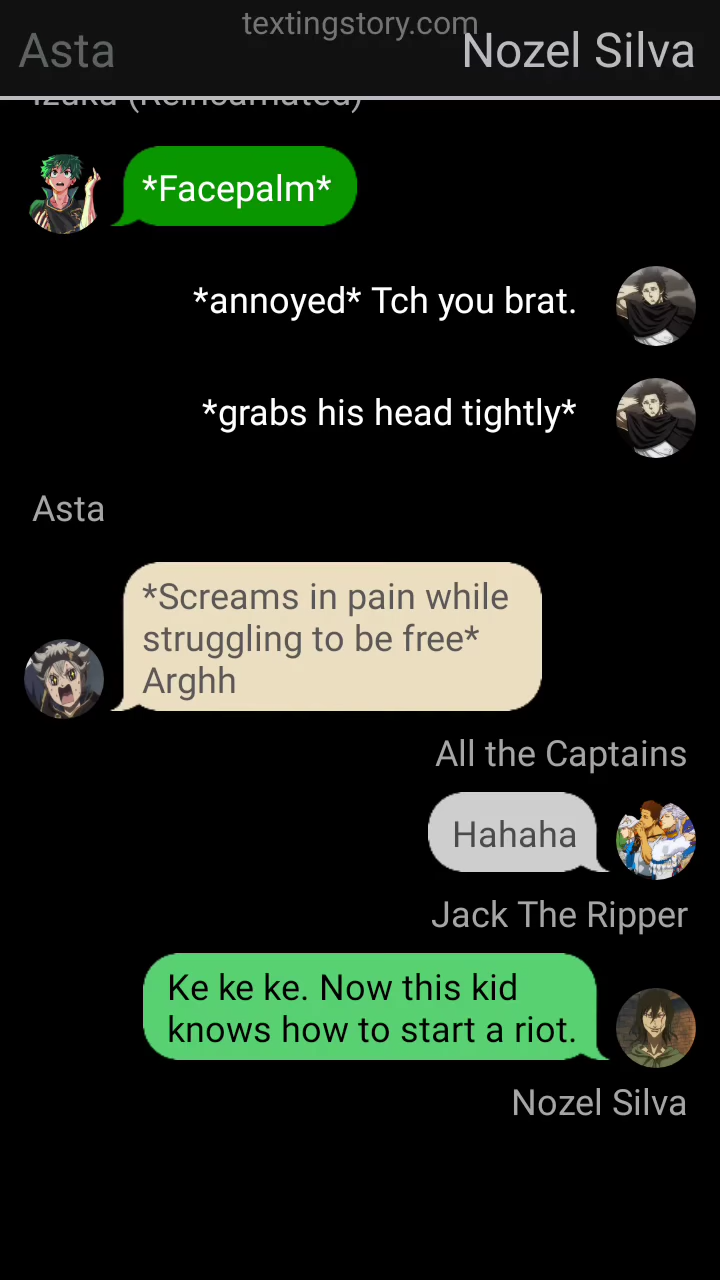 textingstory.com
Asta
Nozel Silva
Izuku (Reincarnated)
*Facepalm*
*annoyed* Tch you brat.
*grabs his head tightly*
Asta
*Screams in pain while
struggling to be free*
Arghh
All the Captains
Hahaha
Jack The Ripper
Ke ke ke. Now this kid
knows how to start a riot.
Nozel Silva